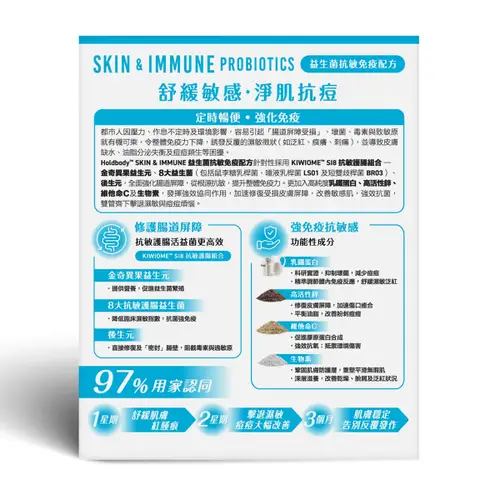 SKIN & IMMUNE PROBIOTICS 益生菌抗敏免疫配方
舒緩敏感·淨肌抗痘
定時暢便·強化免疫
都市人因壓力、作息不定時及環境影響，容易引起「腸道屏障受損」，壞菌、毒素與致敏原
就有機可乘，令整體免疫力下降，誘發反覆的濕敏徵狀（如泛紅、痕癢、刺痛），並導致皮膚
缺水、油脂分泌失衡及痘痘類生等困擾。
Holdbody™ SKIN & IMMUNE 益生菌抗敏免疫配方針對性採用 KIWIOME™ SI8 抗敏護腸組合 —
金奇異果益生元、8大益生菌（包括鼠李糖乳桿菌、唾液乳桿菌 LS01 及短雙歧桿菌 BR03）、
後生元，全面強化腸道屏障，從根源抗敏，提升整體免疫力。更加入高純度乳鐵蛋白、高活性鋅、
維他命C及生物素，發揮強效協同作用，加速修復受損皮膚屏障，改善敏感肌，強效抗菌，
雙管齊下擊退濕敏與痘痘煩惱。
修護腸道屏障
抗敏護腸活益菌更高效
KIWIOME™ SI8 抗敏護腸組合
金奇異果益生元
·提供營養，促進益生菌繁殖
8大抗敏護腸益生菌
·降低臨床濕敏指數，抗菌強免疫
後生元
·直接修復及「密封」腸壁，阻截毒素與過敏原
強免疫抗敏感
功能性成分
乳鐵蛋白
·科研實證，抑制壞菌，減少痘痘
·精準調節體內免疫反應，舒緩濕敏泛紅
高活性鋅
·修復皮膚屏障，加速傷口癒合
·平衡油脂，改善粉刺痘痘
維他命C
·促進膠原蛋白合成
·強效抗氧：抵禦環境傷害
生物素
·鞏固肌膚防護層，重塑平滑無瑕肌
·深層滋養，改善乾燥、脫屑及泛紅狀況
97%用家認同
1星期 舒緩肌膚紅腫痕
2星期 擊退濕敏痘痘大幅改善
3個月 肌膚穩定告別反覆發作